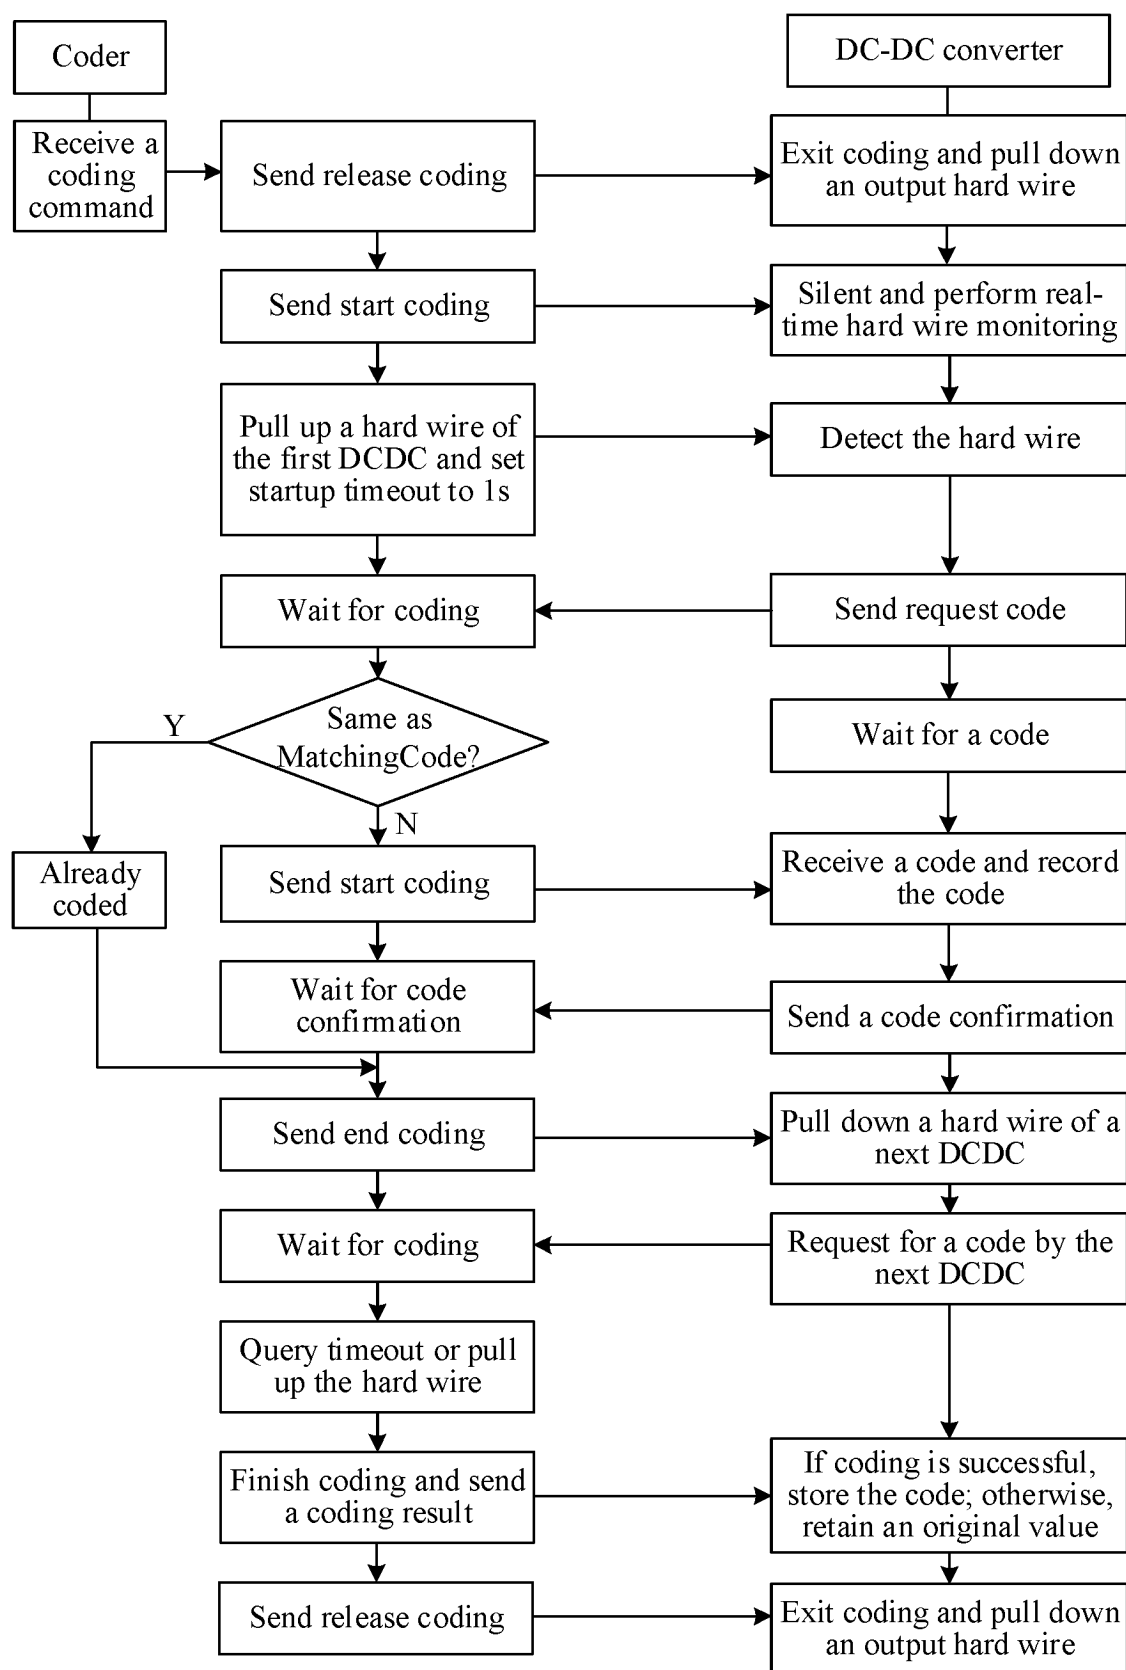 Coder
DC-DC converter
Receive a
coding
command
Send release coding
Exit coding and pull down
an output hard wire
Send start coding
Silent and perform real-
time hard wire monitoring
Pull up a hard wire of
the first DCDC and set
startup timeout to 1s
Detect the hard wire
Wait for coding
Send request code
Same as
MatchingCode?
Y
N
Wait for a code
Already
coded
Send start coding
Receive a code and record
the code
Wait for code
confirmation
Send a code confirmation
Send end coding
Pull down a hard wire of a
next DCDC
Wait for coding
Request for a code by the
next DCDC
Query timeout or pull
up the hard wire
Finish coding and send
a coding result
If coding is successful,
store the code; otherwise,
retain an original value
Send release coding
Exit coding and pull down
an output hard wire